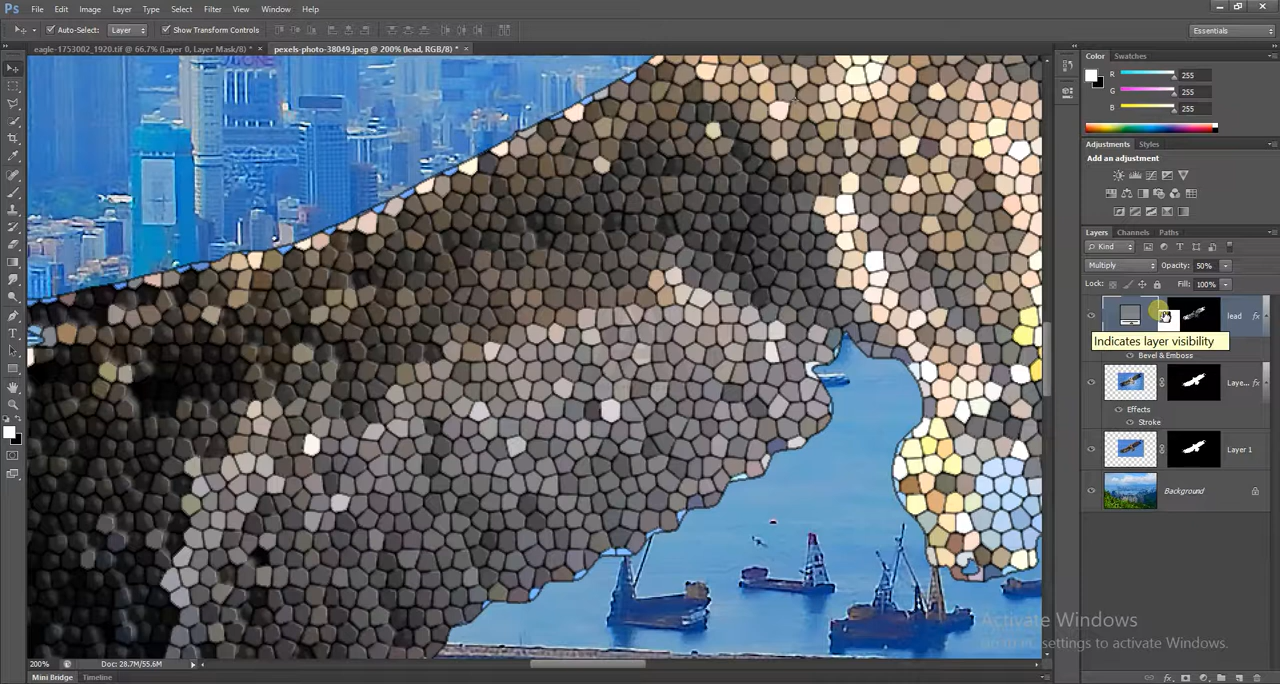 Ps File Edit Image Layer Type Select Filter View Window Help
Auto-Select: Layer Show Transform Controls Essentials
eagle-1753002_1920.tif @ 66.7% (Layer 0, Layer Mask/8) * × pexels-photo-38049.jpeg @ 200% (lead, RGB/8) * ×
Color Swatches
R 255
G 255
B 255
Adjustments Styles
Add an adjustment
Layers Channels Paths
Kind
Multiply Opacity: 50%
Lock: Fill: 100%
lead fx
Indicates layer visibility
Bevel & Emboss
Laye... fx
Effects
Stroke
Layer 1
Background
Activate Windows
settings to activate Windows.
200% Doc: 28.7M/55.6M
Mini Bridge Timeline